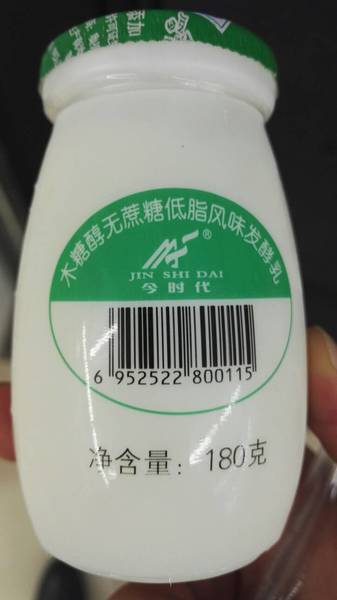 木糖醇无蔗糖低脂风味发酵乳
®
JIN SHI DAI
今时代
6 952522 800115
净含量：180克